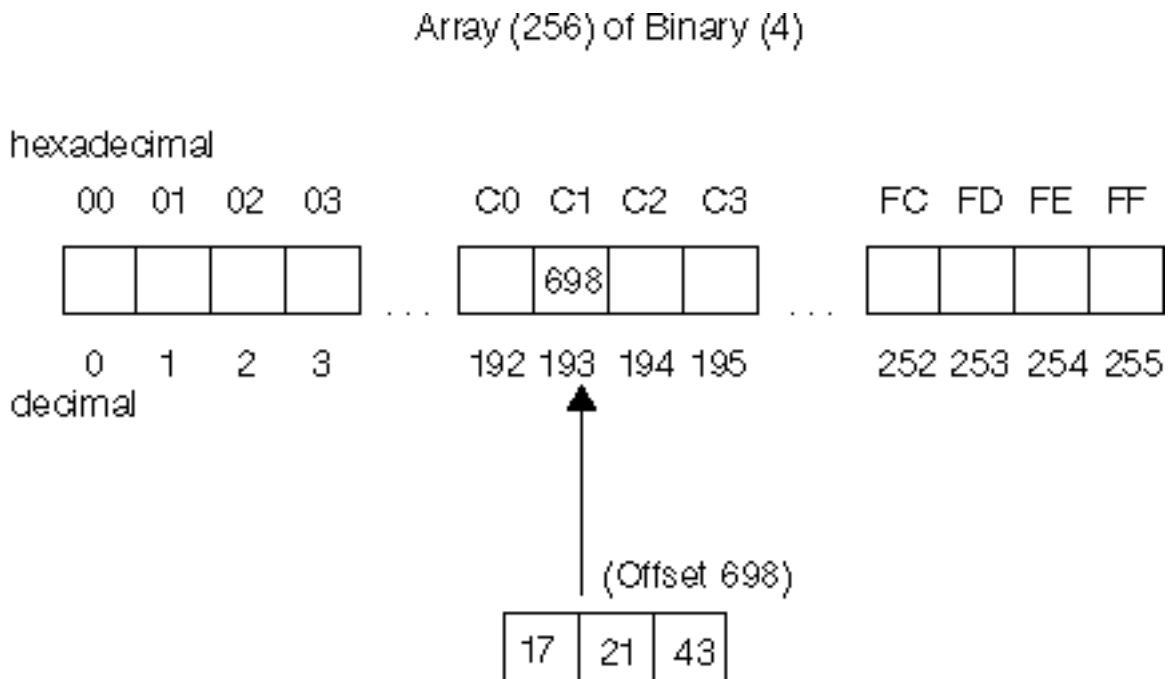 Array (256) of Binary (4)
hexadecimal
00 01 02 03 C0 C1 C2 C3 FC FD FE FF
698
. . . . . .
0 1 2 3 192 193 194 195 252 253 254 255
decimal
(Offset 698)
17 21 43